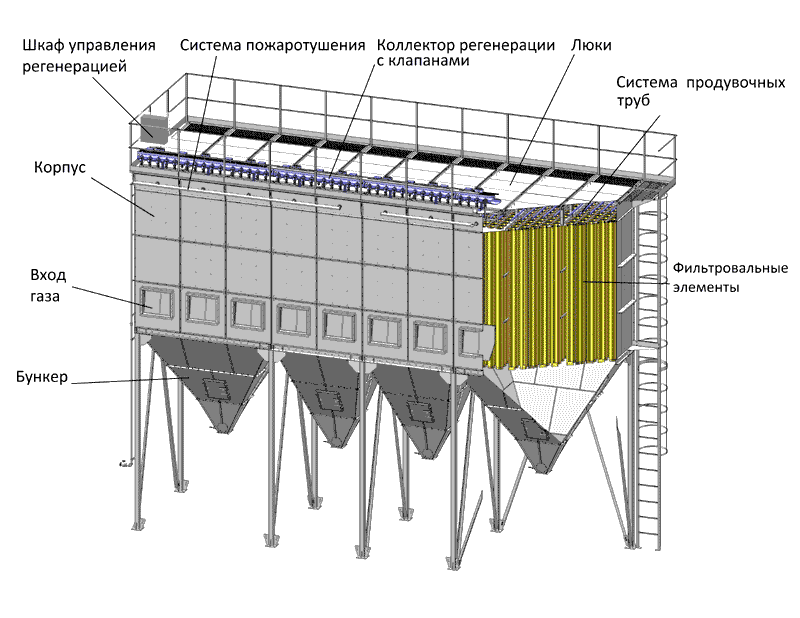 Шкаф управления
регенерацией
Система пожаротушения
Коллектор регенерации
с клапанами
Люки
Система продувочных
труб
Корпус
Вход
газа
Фильтровальные
элементы
Бункер